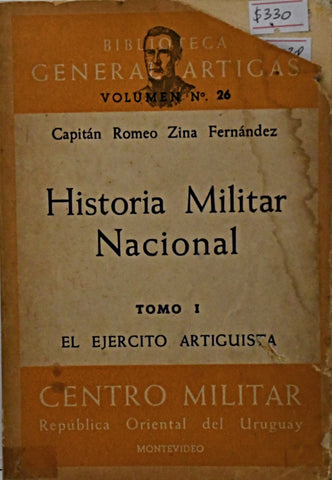 $330
BIBLIOTECA
GENERAL ARTIGAS
VOLUMEN Nº. 26
Capitán Romeo Zina Fernández
Historia Militar
Nacional
TOMO I
EL EJERCITO ARTIGUISTA
CENTRO MILITAR
República Oriental del Uruguay
MONTEVIDEO